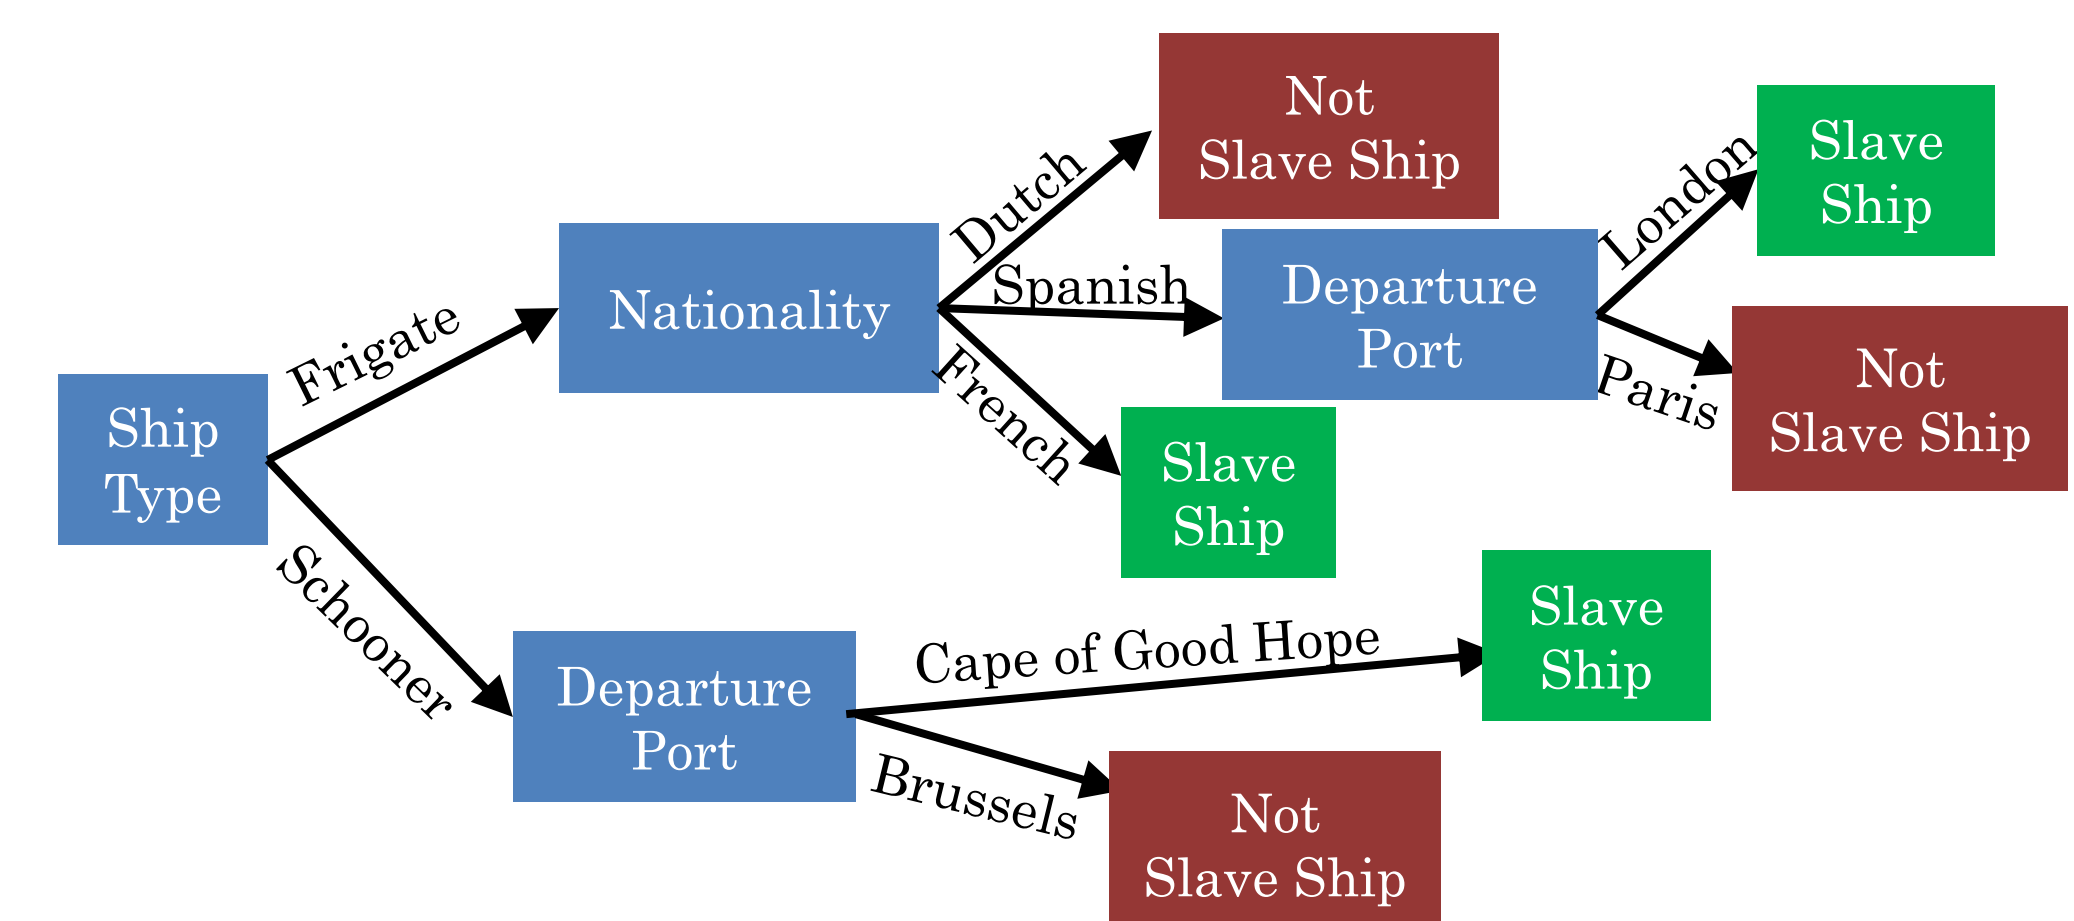 Ship
Type
Frigate
Schooner
Nationality
Dutch
Spanish
French
Not
Slave Ship
Departure
Port
London
Paris
Slave
Ship
Not
Slave Ship
Slave
Ship
Departure
Port
Cape of Good Hope
Brussels
Slave
Ship
Not
Slave Ship